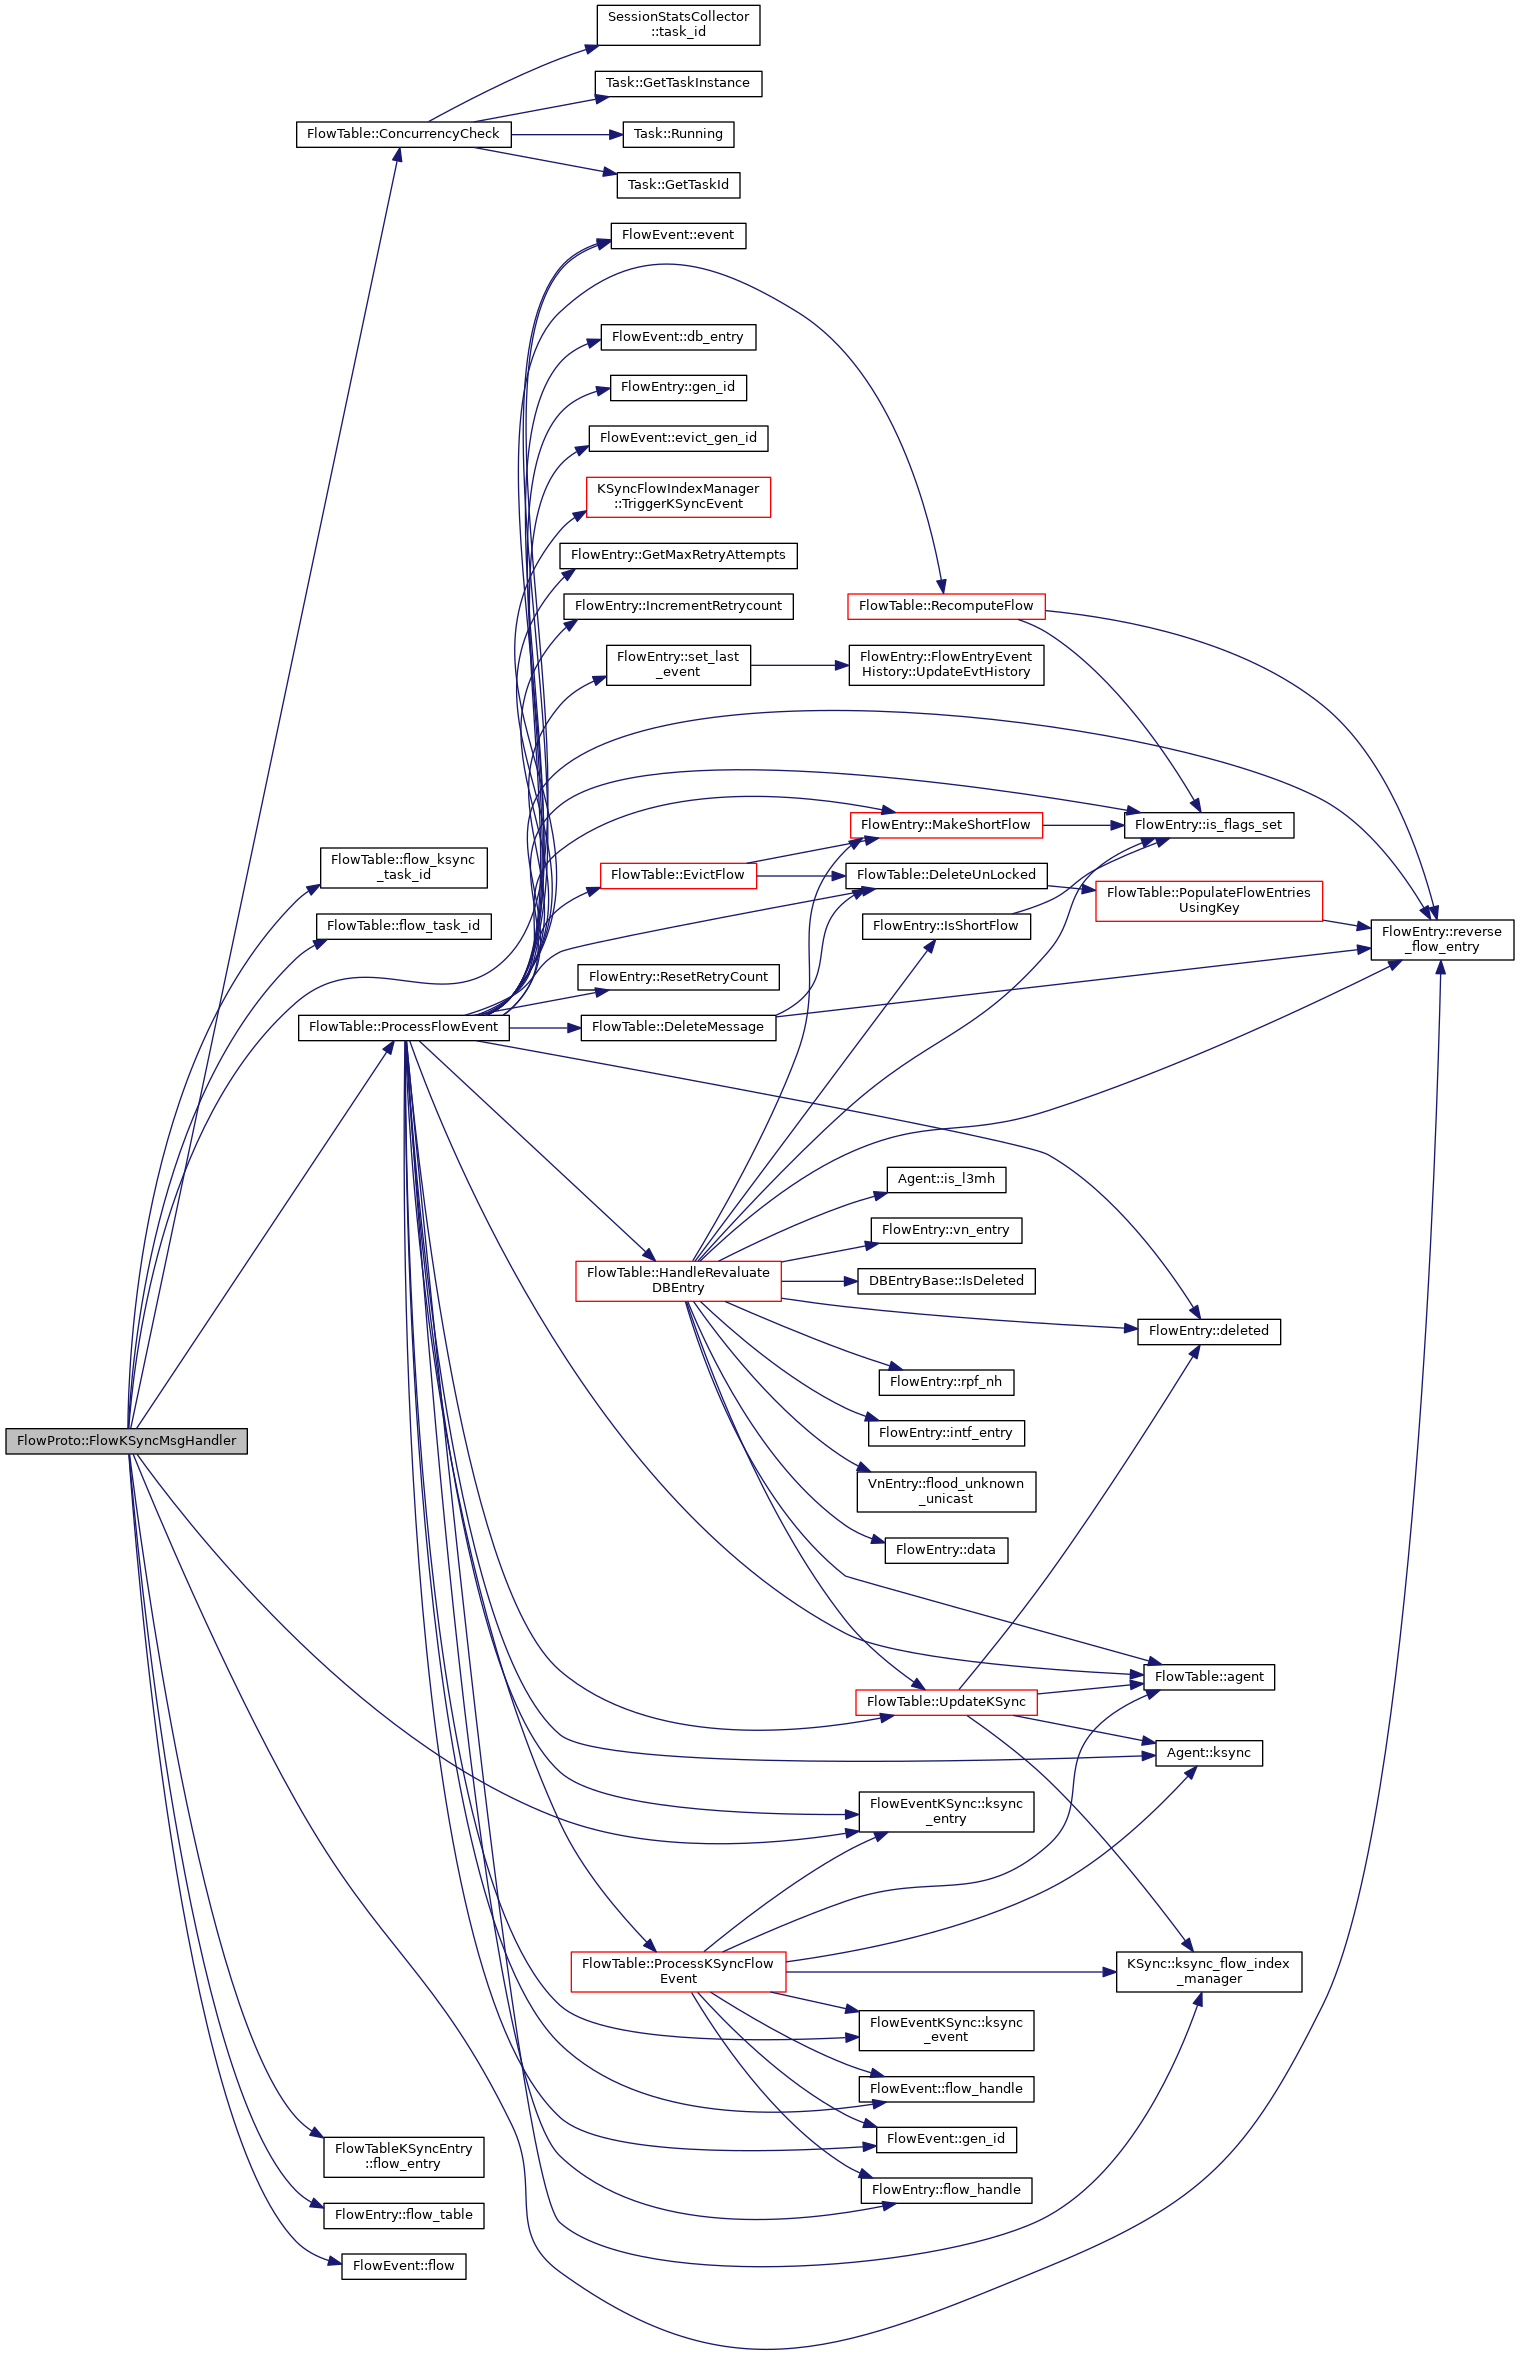 SessionStatsCollector
::task_id
Task::GetTaskInstance
FlowTable::ConcurrencyCheck
Task::Running
Task::GetTaskId
FlowEvent::event
FlowEvent::db_entry
FlowEntry::gen_id
FlowEvent::evict_gen_id
KSyncFlowIndexManager
::TriggerKSyncEvent
FlowEntry::GetMaxRetryAttempts
FlowEntry::IncrementRetrycount
FlowTable::RecomputeFlow
FlowEntry::set_last
_event
FlowEntry::FlowEntryEvent
History::UpdateEvtHistory
FlowEntry::MakeShortFlow
FlowEntry::is_flags_set
FlowTable::flow_ksync
_task_id
FlowTable::EvictFlow
FlowTable::DeleteUnLocked
FlowTable::PopulateFlowEntries
UsingKey
FlowTable::flow_task_id
FlowEntry::IsShortFlow
FlowEntry::reverse
_flow_entry
FlowEntry::ResetRetryCount
FlowTable::ProcessFlowEvent
FlowTable::DeleteMessage
Agent::is_l3mh
FlowEntry::vn_entry
FlowTable::HandleRevaluate
DBEntry
DBEntryBase::IsDeleted
FlowEntry::deleted
FlowEntry::rpf_nh
FlowProto::FlowKSyncMsgHandler
FlowEntry::intf_entry
VnEntry::flood_unknown
_unicast
FlowEntry::data
FlowTable::agent
FlowTable::UpdateKSync
Agent::ksync
FlowEventKSync::ksync
_entry
FlowTable::ProcessKSyncFlow
Event
KSync::ksync_flow_index
_manager
FlowEventKSync::ksync
_event
FlowEvent::flow_handle
FlowEvent::gen_id
FlowTableKSyncEntry
::flow_entry
FlowEntry::flow_handle
FlowEntry::flow_table
FlowEvent::flow